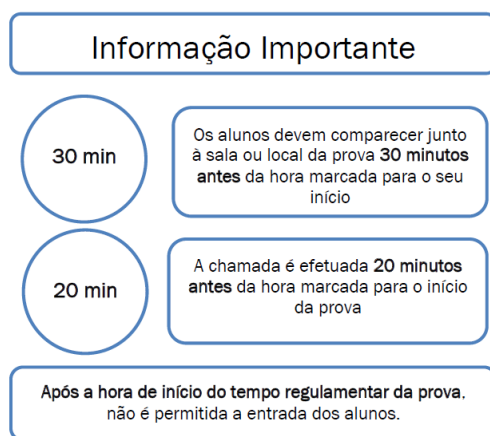 Informação Importante
30 min
Os alunos devem comparecer junto
à sala ou local da prova 30 minutos
antes da hora marcada para o seu
início
20 min
A chamada é efetuada 20 minutos
antes da hora marcada para o início
da prova
Após a hora de início do tempo regulamentar da prova,
não é permitida a entrada dos alunos.